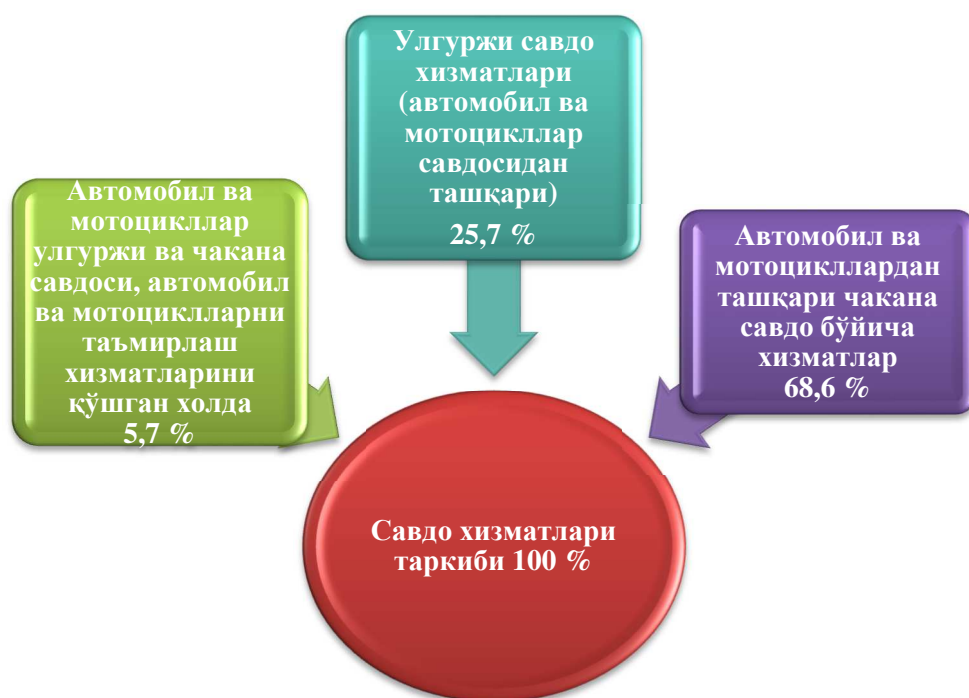 Улгуржи савдо
хизматлари
(автомобил ва
мотоцикллар
савдосидан
ташқари)
25,7 %
Автомобил ва
мотоцикллар
улгуржи ва чакана
савдоси, автомобил
ва мотоциклларни
таъмирлаш
хизматларини
қўшган холда
5,7 %
Автомобил ва
мотоцикллардан
ташқари чакана
савдо бўйича
хизматлар
68,6 %
Савдо хизматлари
таркиби 100 %